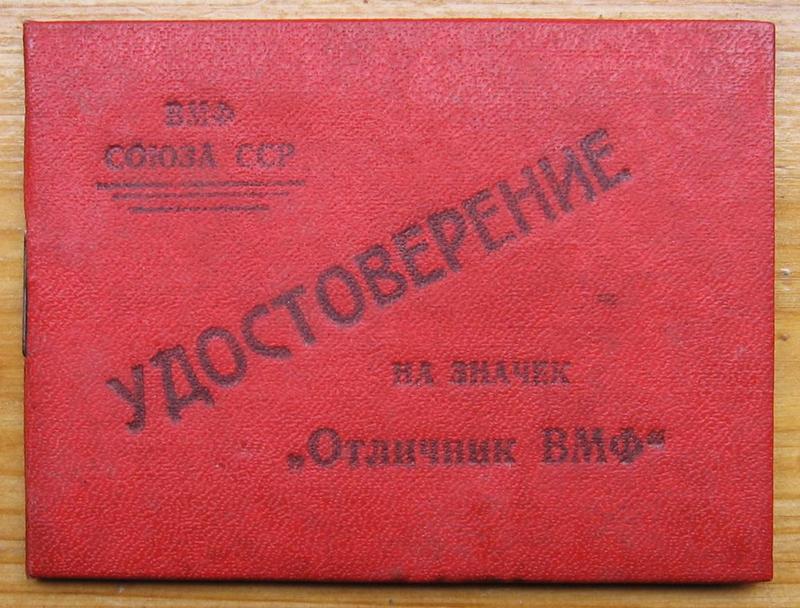 ВМФ
СОЮЗА ССР
УДОСТОВЕРЕНИЕ
НА ЗНАЧЕК
„Отличник ВМФ“